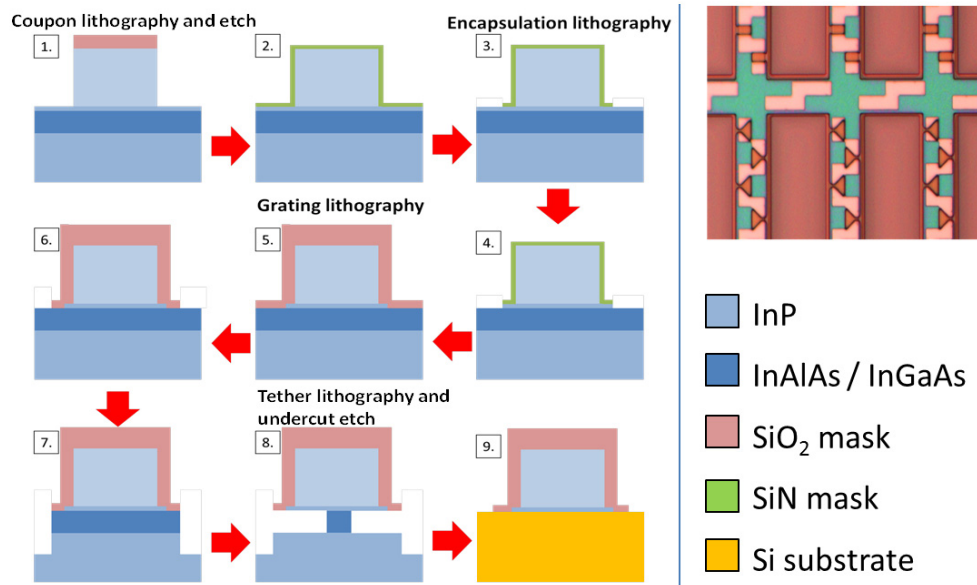 Coupon lithography and etch
Encapsulation lithography
1.
2.
3.
Grating lithography
6.
5.
4.
Tether lithography and
undercut etch
7.
8.
9.
InP
InAlAs / InGaAs
SiO₂ mask
SiN mask
Si substrate